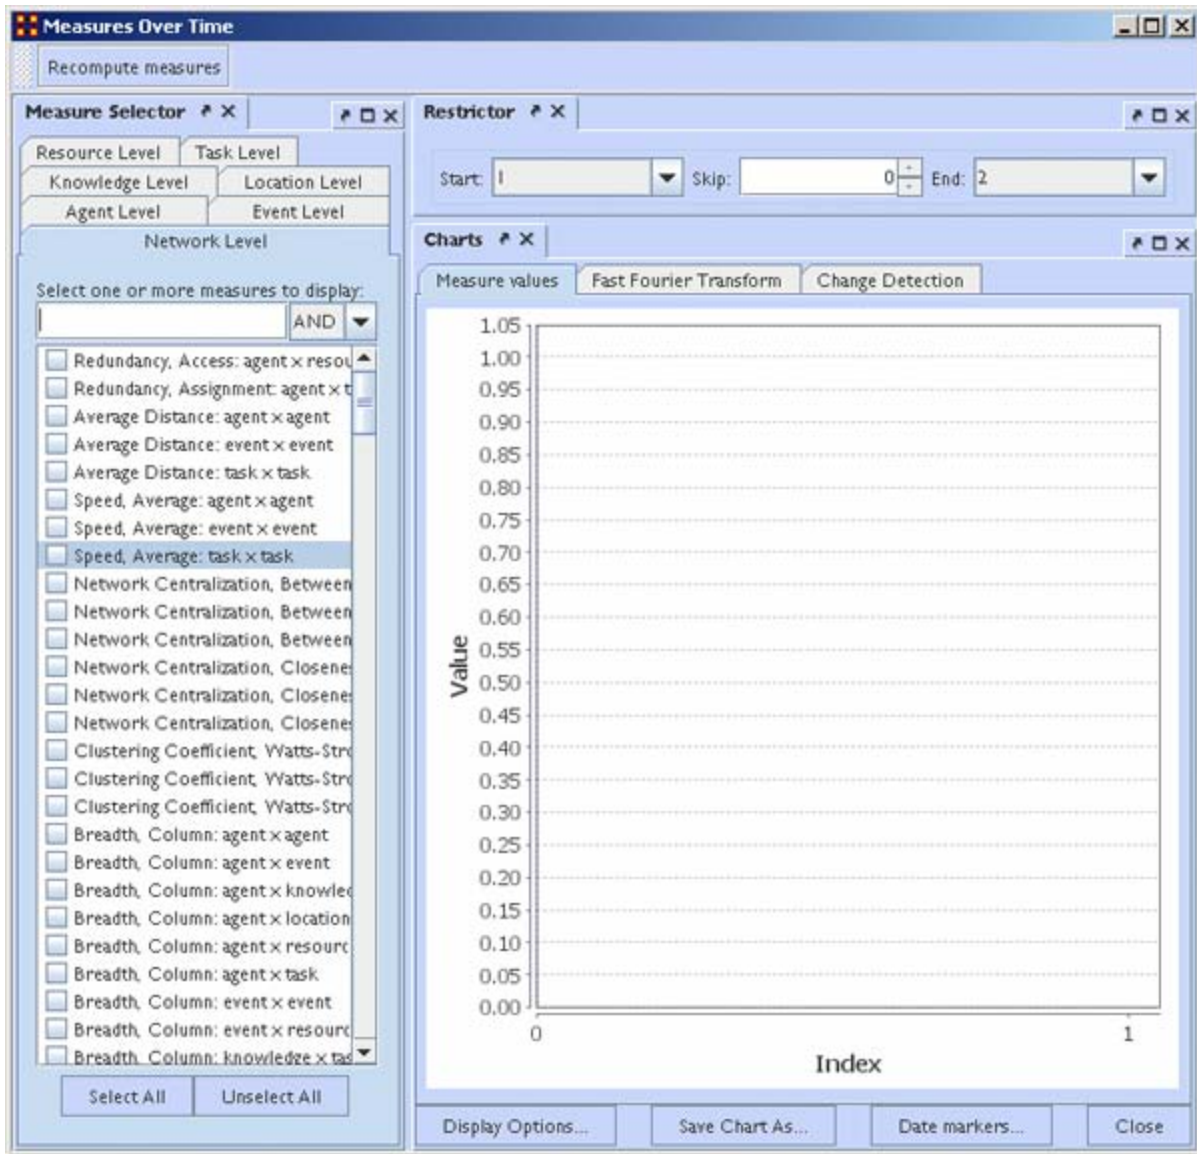 Measures Over Time
Recompute measures
Measure Selector
Resource Level Task Level
Knowledge Level Location Level
Agent Level Event Level
Network Level
Select one or more measures to display:
AND
Redundancy, Access: agent x resou
Redundancy, Assignment: agent x t
Average Distance: agent x agent
Average Distance: event x event
Average Distance: task x task
Speed, Average: agent x agent
Speed, Average: event x event
Speed, Average: task x task
Network Centralization, Between
Network Centralization, Between
Network Centralization, Between
Network Centralization, Closenes
Network Centralization, Closenes
Network Centralization, Closenes
Clustering Coefficient, Watts-Stro
Clustering Coefficient, Watts-Stro
Clustering Coefficient, Watts-Stro
Breadth, Column: agent x agent
Breadth, Column: agent x event
Breadth, Column: agent x knowled
Breadth, Column: agent x location
Breadth, Column: agent x resourc
Breadth, Column: agent x task
Breadth, Column: event x event
Breadth, Column: event x resourc
Breadth, Column: knowledge x tas
Select All Unselect All
Restrictor
Start: 1 Skip: 0 End: 2
Charts
Measure values Fast Fourier Transform Change Detection
1.05
1.00
0.95
0.90
0.85
0.80
0.75
0.70
0.65
0.60
0.55
0.50
0.45
0.40
0.35
0.30
0.25
0.20
0.15
0.10
0.05
0.00
Value
0 1
Index
Display Options... Save Chart As... Date markers... Close